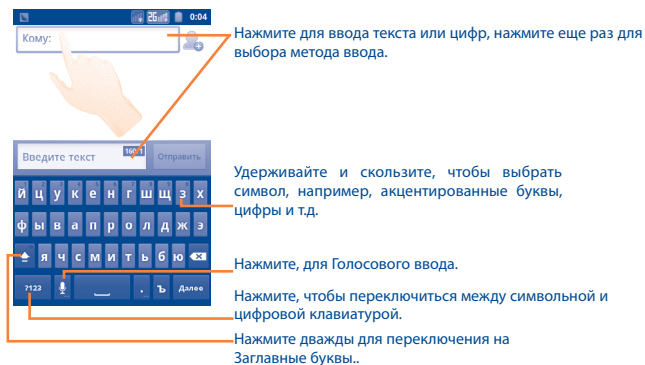 0:04
Кому:
Нажмите для ввода текста или цифр, нажмите еще раз для
выбора метода ввода.
Введите текст
160/1
Отправить
Удерживайте и скользите, чтобы выбрать
символ, например, акцентированные буквы,
цифры и т.д.
й ц у к е н г ш щ з х
ф ы в а п р о л д ж э
я ч с м и т ь б ю
?123 . ъ Далее
Нажмите, для Голосового ввода.
Нажмите, чтобы переключиться между символьной и
цифровой клавиатурой.
Нажмите дважды для переключения на
Заглавные буквы..